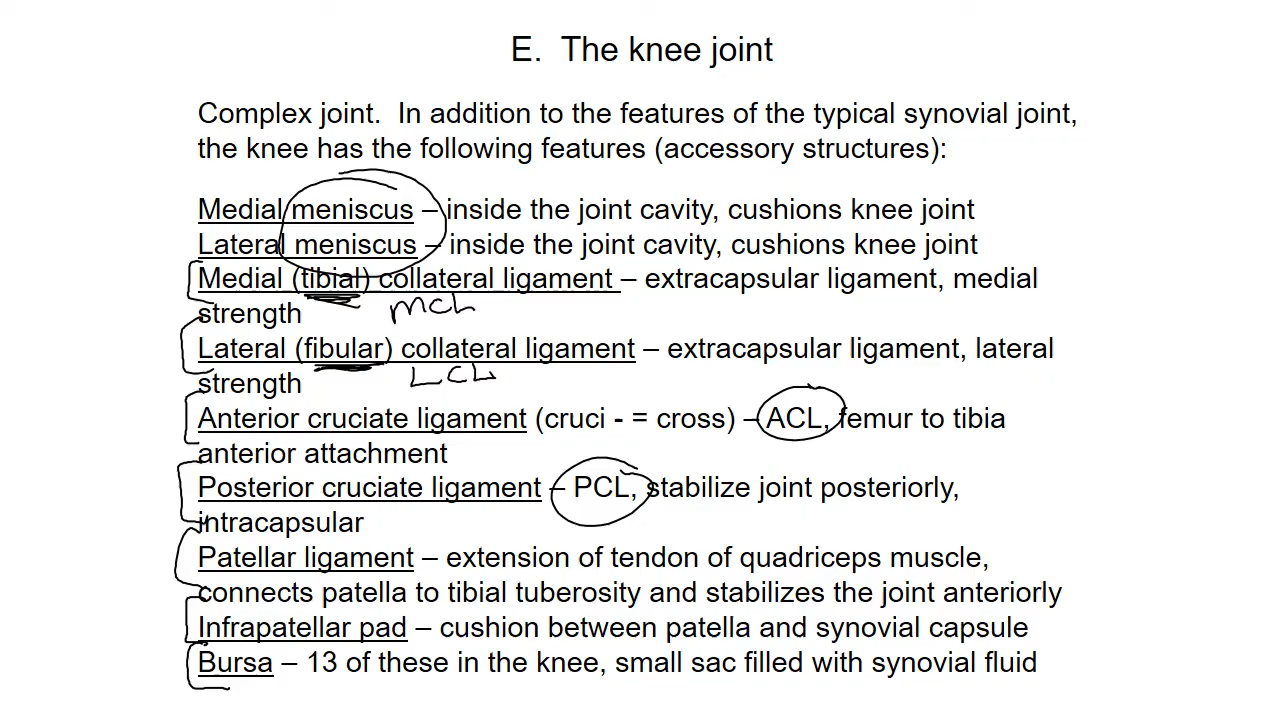 E.  The knee joint
Complex joint.  In addition to the features of the typical synovial joint,
the knee has the following features (accessory structures):
Medial meniscus – inside the joint cavity, cushions knee joint
Lateral meniscus – inside the joint cavity, cushions knee joint
Medial (tibial) collateral ligament – extracapsular ligament, medial
strength
MCL
Lateral (fibular) collateral ligament – extracapsular ligament, lateral
strength
LCL
Anterior cruciate ligament (cruci - = cross) – ACL, femur to tibia
anterior attachment
Posterior cruciate ligament – PCL, stabilize joint posteriorly,
intracapsular
Patellar ligament – extension of tendon of quadriceps muscle,
connects patella to tibial tuberosity and stabilizes the joint anteriorly
Infrapatellar pad – cushion between patella and synovial capsule
Bursa – 13 of these in the knee, small sac filled with synovial fluid